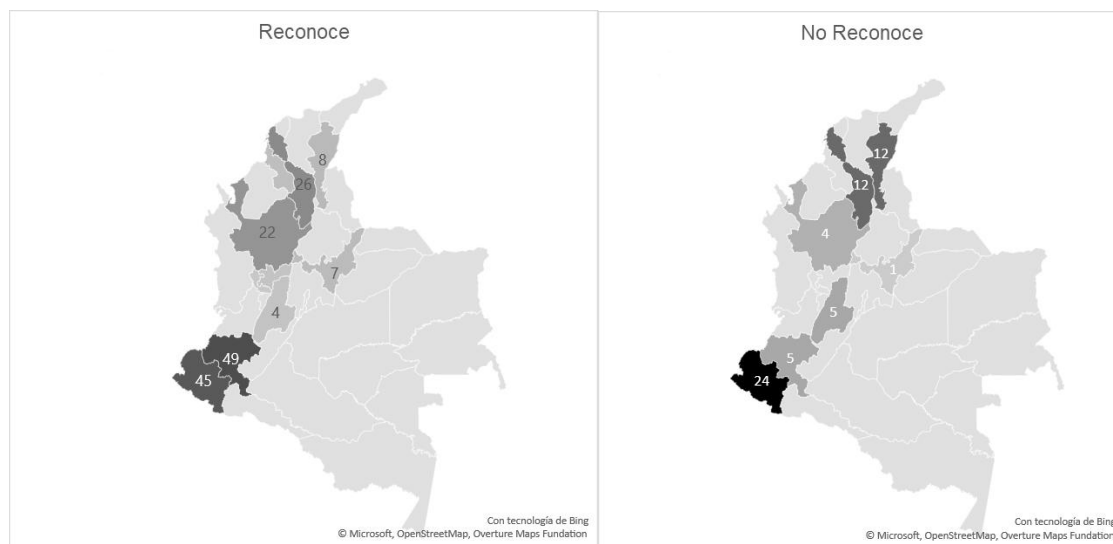 Reconoce
8
26
22
7
4
49
45
Con tecnología de Bing
© Microsoft, OpenStreetMap, Overture Maps Fundation
No Reconoce
12
12
4
1
5
5
24
Con tecnología de Bing
© Microsoft, OpenStreetMap, Overture Maps Fundation